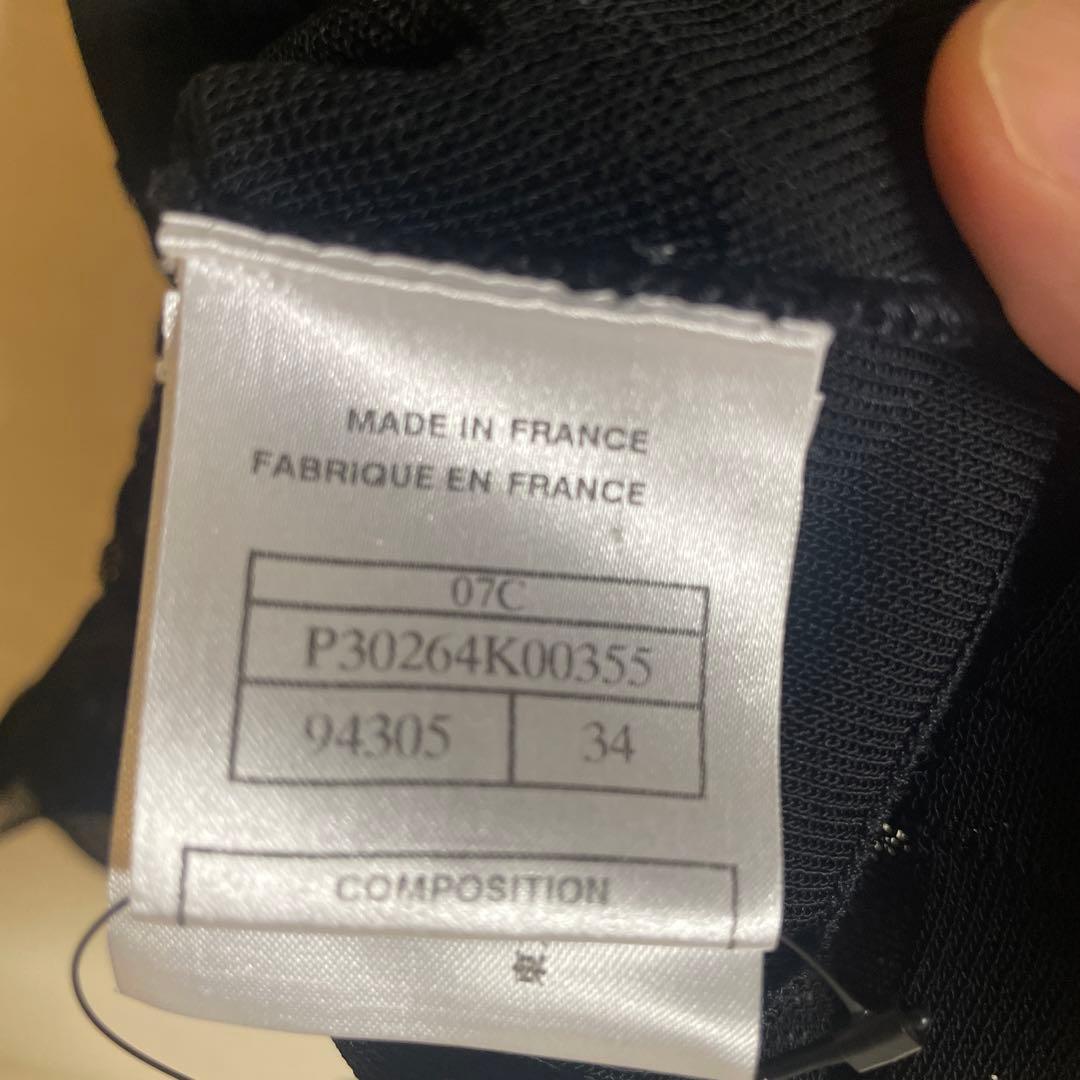 MADE IN FRANCE
FABRIQUE EN FRANCE
07C
P30264K00355
94305 34
COMPOSITION